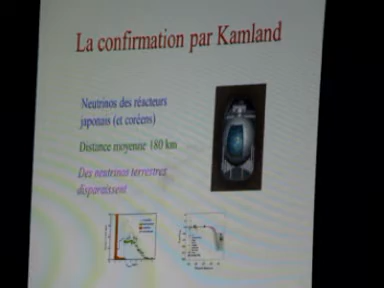 La confirmation par Kamland
Neutrinos des réacteurs
japonais (et coréens)
Distance moyenne 180 km
Des neutrinos terrestres
disparaissent